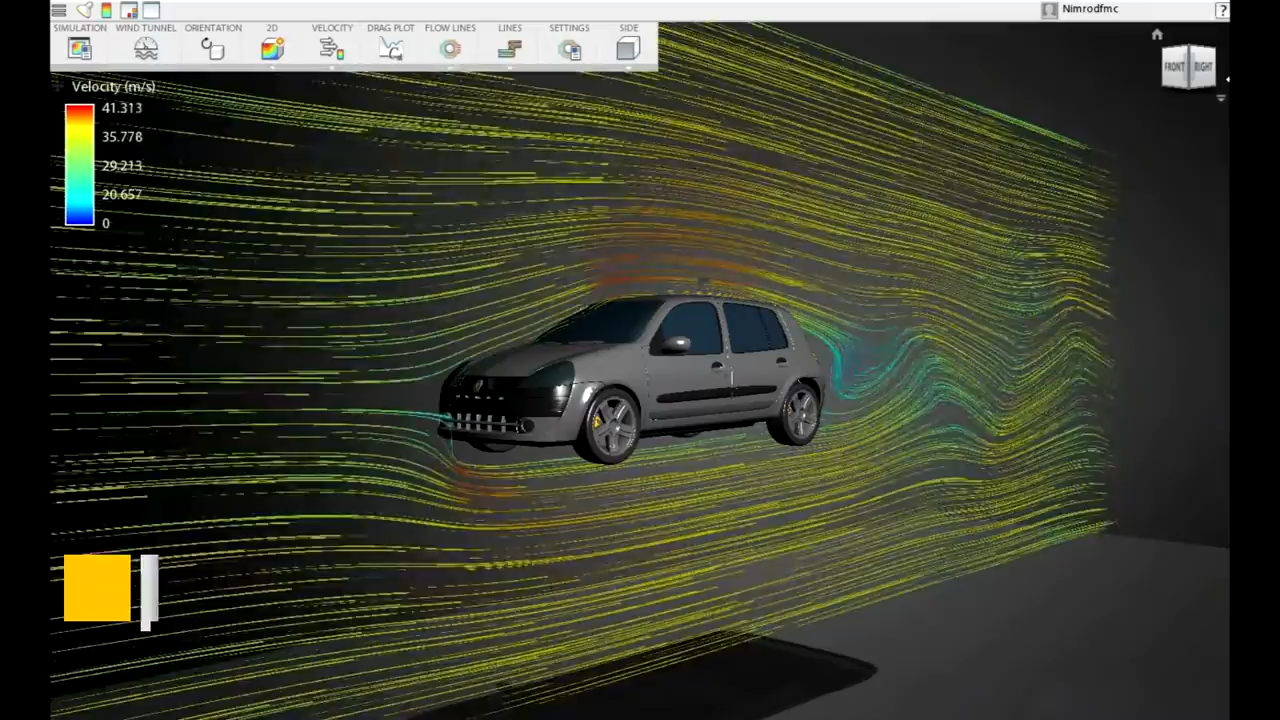 Nimrodfmc
?
SIMULATION WIND TUNNEL ORIENTATION 2D VELOCITY DRAG PLOT FLOW LINES LINES SETTINGS SIDE
FRONT RIGHT
Velocity (m/s)
41.313
35.778
29.213
20.657
0